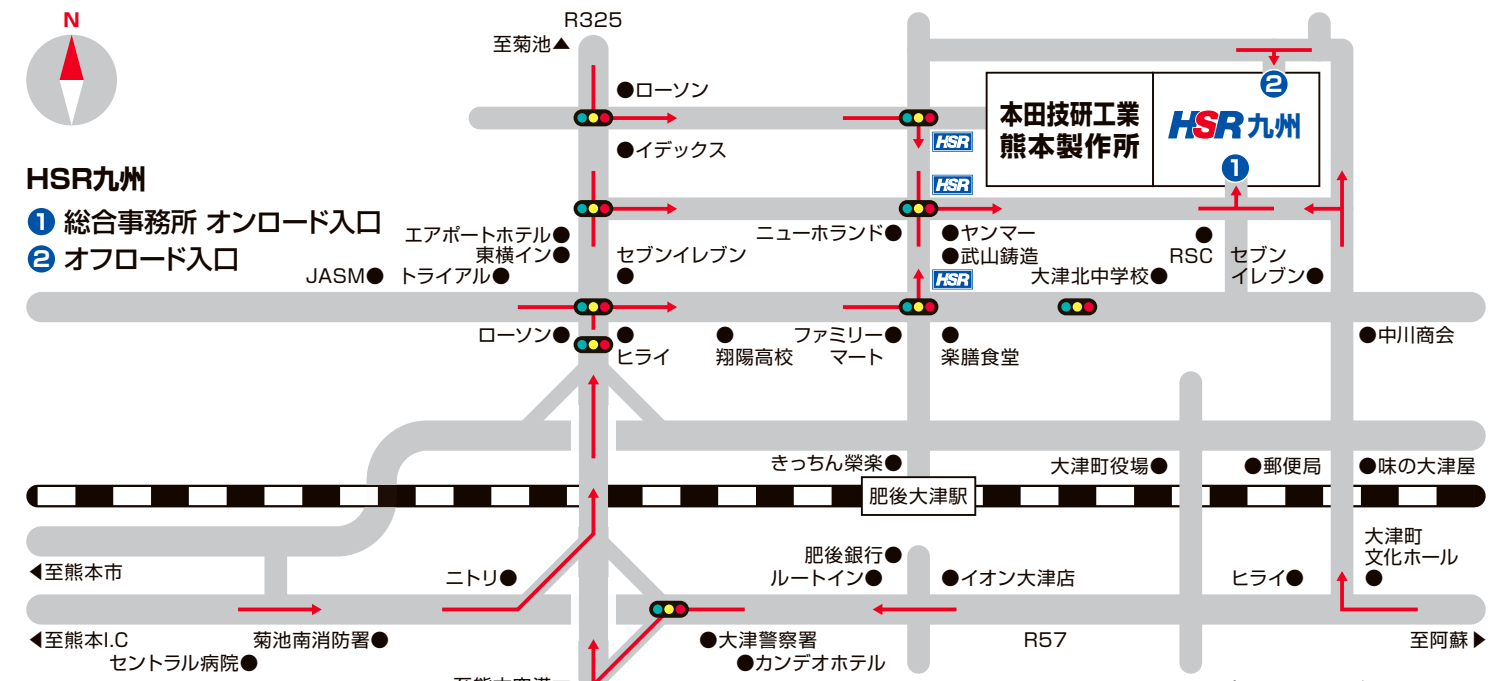 N
R325
至菊池▲
●ローソン
●イデックス
HSR
HSR
HSR
本田技研工業
熊本製作所
HSR九州
2
1
HSR九州
1 総合事務所 オンロード入口
2 オフロード入口
エアポートホテル●
東横イン●
JASM●
トライアル●
セブンイレブン
ニューホランド●
●ヤンマー
●武山鋳造
大津北中学校●
RSC
セブン
イレブン●
ローソン●
ヒライ
翔陽高校
ファミリー●
マート
楽膳食堂
●中川商会
きっちん榮楽●
大津町役場●
●郵便局
●味の大津屋
肥後大津駅
◀至熊本市
ニトリ●
肥後銀行●
ルートイン●
●イオン大津店
ヒライ●
大津町
文化ホール
◀至熊本I.C
菊池南消防署●
セントラル病院●
●大津警察署
●カンデオホテル
R57
至阿蘇▶